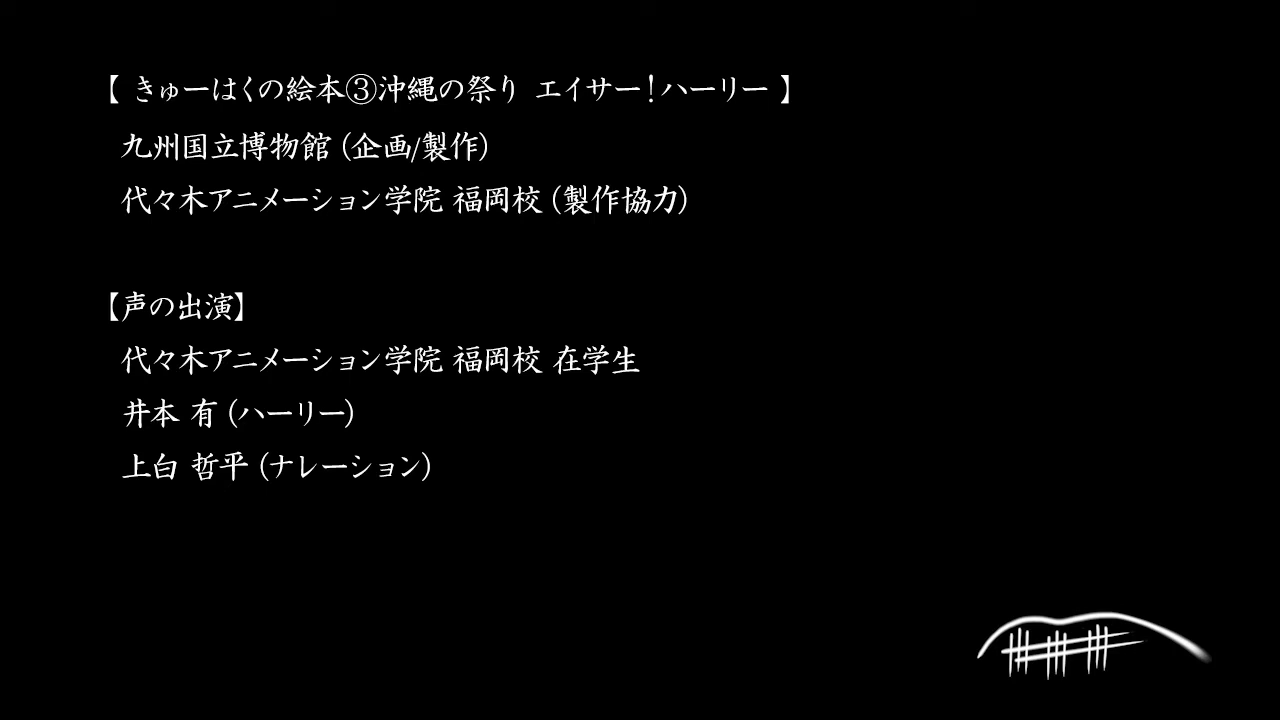 【 きゅーはくの絵本③沖縄の祭り エイサー！ハーリー 】
九州国立博物館（企画/製作）
代々木アニメーション学院 福岡校（製作協力）
【声の出演】
代々木アニメーション学院 福岡校 在学生
井本 有（ハーリー）
上白 哲平（ナレーション）